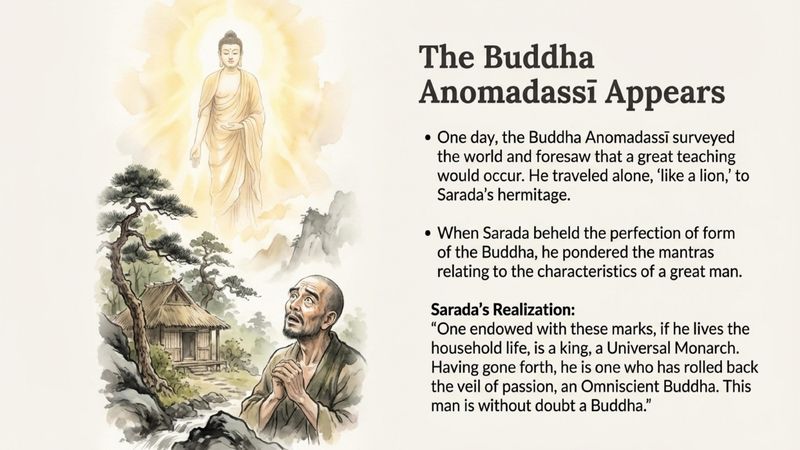 The Buddha
Anomadassī Appears
• One day, the Buddha Anomadassī surveyed
the world and foresaw that a great teaching
would occur. He traveled alone, ‘like a lion,’ to
Sarada’s hermitage.
• When Sarada beheld the perfection of form
of the Buddha, he pondered the mantras
relating to the characteristics of a great man.
Sarada’s Realization:
“One endowed with these marks, if he lives the
household life, is a king, a Universal Monarch.
Having gone forth, he is one who has rolled back
the veil of passion, an Omniscient Buddha. This
man is without doubt a Buddha.”